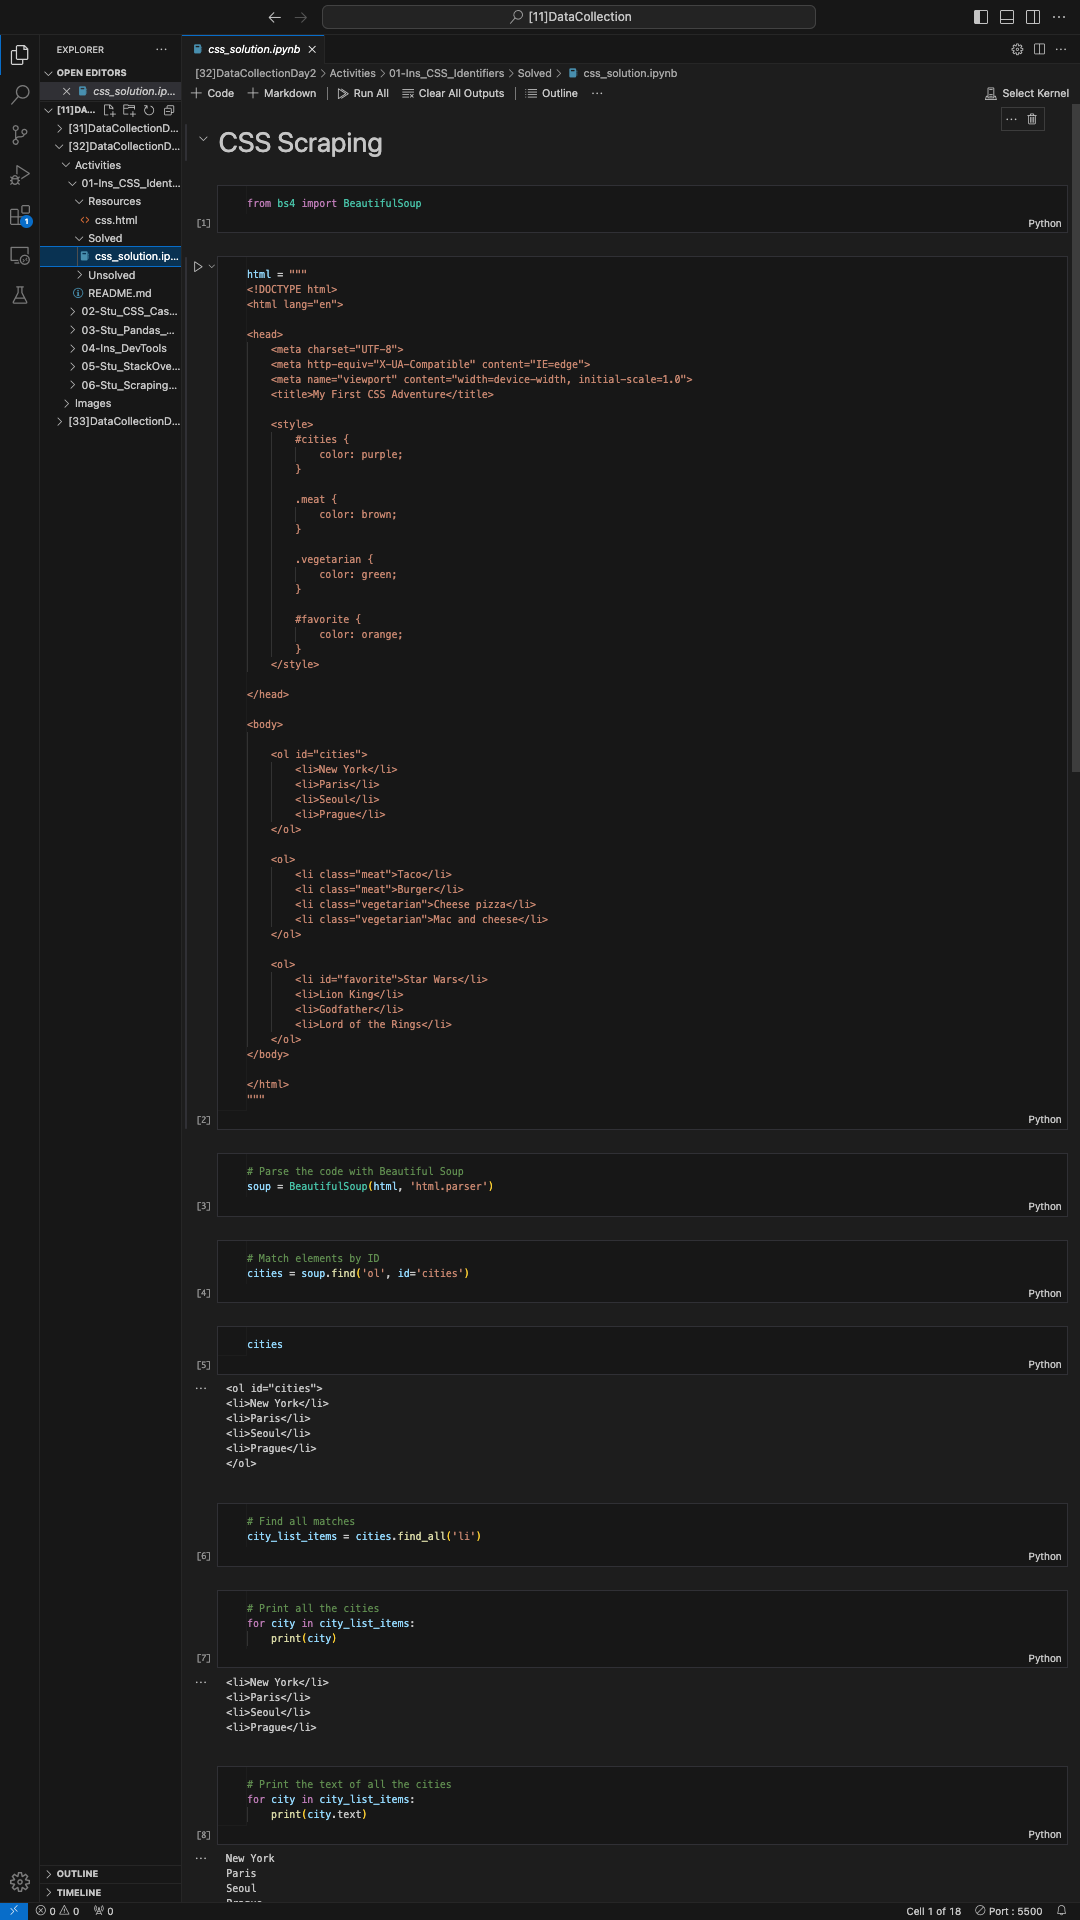 [11]DataCollection
EXPLORER
OPEN EDITORS
css_solution.ip...
[11]DA...
[31]DataCollectionD...
[32]DataCollectionD...
Activities
01-Ins_CSS_Ident...
Resources
css.html
Solved
css_solution.ip...
Unsolved
README.md
02-Stu_CSS_Cas...
03-Stu_Pandas_...
04-Ins_DevTools
05-Stu_StackOve...
06-Stu_Scraping...
Images
[33]DataCollectionD...
OUTLINE
TIMELINE
1
css_solution.ipynb
[32]DataCollectionDay2 > Activities > 01-Ins_CSS_Identifiers > Solved > css_solution.ipynb
+ Code + Markdown Run All Clear All Outputs Outline ... Select Kernel
CSS Scraping
from bs4 import BeautifulSoup
[1] Python
html = """
<!DOCTYPE html>
<html lang="en">
<head>
<meta charset="UTF-8">
<meta http-equiv="X-UA-Compatible" content="IE=edge">
<meta name="viewport" content="width=device-width, initial-scale=1.0">
<title>My First CSS Adventure</title>
<style>
#cities {
color: purple;
}
.meat {
color: brown;
}
.vegetarian {
color: green;
}
#favorite {
color: orange;
}
</style>
</head>
<body>
<ol id="cities">
<li>New York</li>
<li>Paris</li>
<li>Seoul</li>
<li>Prague</li>
</ol>
<ol>
<li class="meat">Taco</li>
<li class="meat">Burger</li>
<li class="vegetarian">Cheese pizza</li>
<li class="vegetarian">Mac and cheese</li>
</ol>
<ol>
<li id="favorite">Star Wars</li>
<li>Lion King</li>
<li>Godfather</li>
<li>Lord of the Rings</li>
</ol>
</body>
</html>
"""
[2] Python
# Parse the code with Beautiful Soup
soup = BeautifulSoup(html, 'html.parser')
[3] Python
# Match elements by ID
cities = soup.find('ol', id='cities')
[4] Python
cities
[5] Python
... <ol id="cities">
<li>New York</li>
<li>Paris</li>
<li>Seoul</li>
<li>Prague</li>
</ol>
# Find all matches
city_list_items = cities.find_all('li')
[6] Python
# Print all the cities
for city in city_list_items:
print(city)
[7] Python
... <li>New York</li>
<li>Paris</li>
<li>Seoul</li>
<li>Prague</li>
# Print the text of all the cities
for city in city_list_items:
print(city.text)
[8] Python
... New York
Paris
Seoul
0 0 0 Cell 1 of 18 Port : 5500